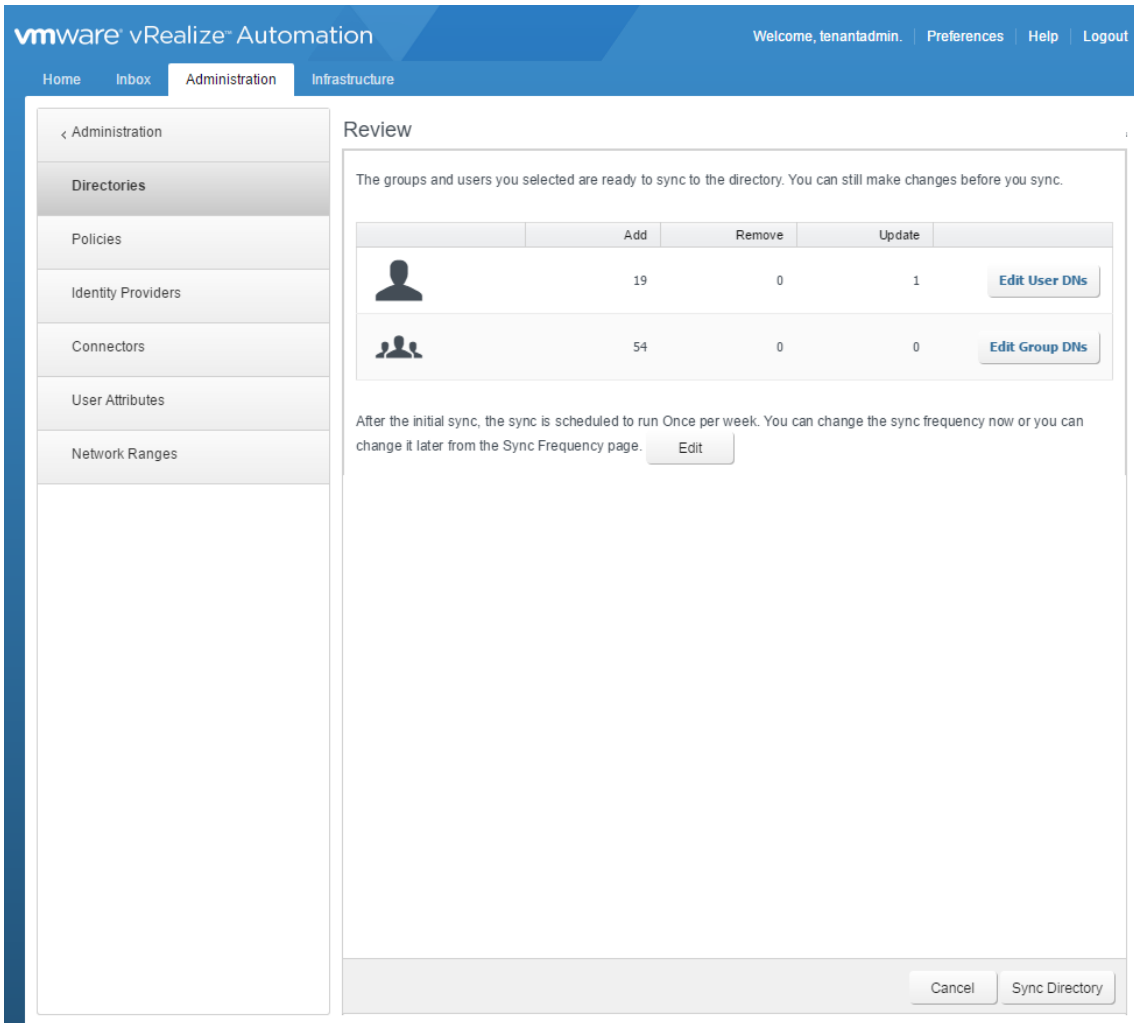 vmware® vRealize™ Automation
Welcome, tenantadmin. Preferences Help Logout
Home Inbox Administration Infrastructure
< Administration
Directories
Policies
Identity Providers
Connectors
User Attributes
Network Ranges
Review
The groups and users you selected are ready to sync to the directory. You can still make changes before you sync.
Add Remove Update
19 0 1 Edit User DNs
54 0 0 Edit Group DNs
After the initial sync, the sync is scheduled to run Once per week. You can change the sync frequency now or you can
change it later from the Sync Frequency page. Edit
Cancel Sync Directory